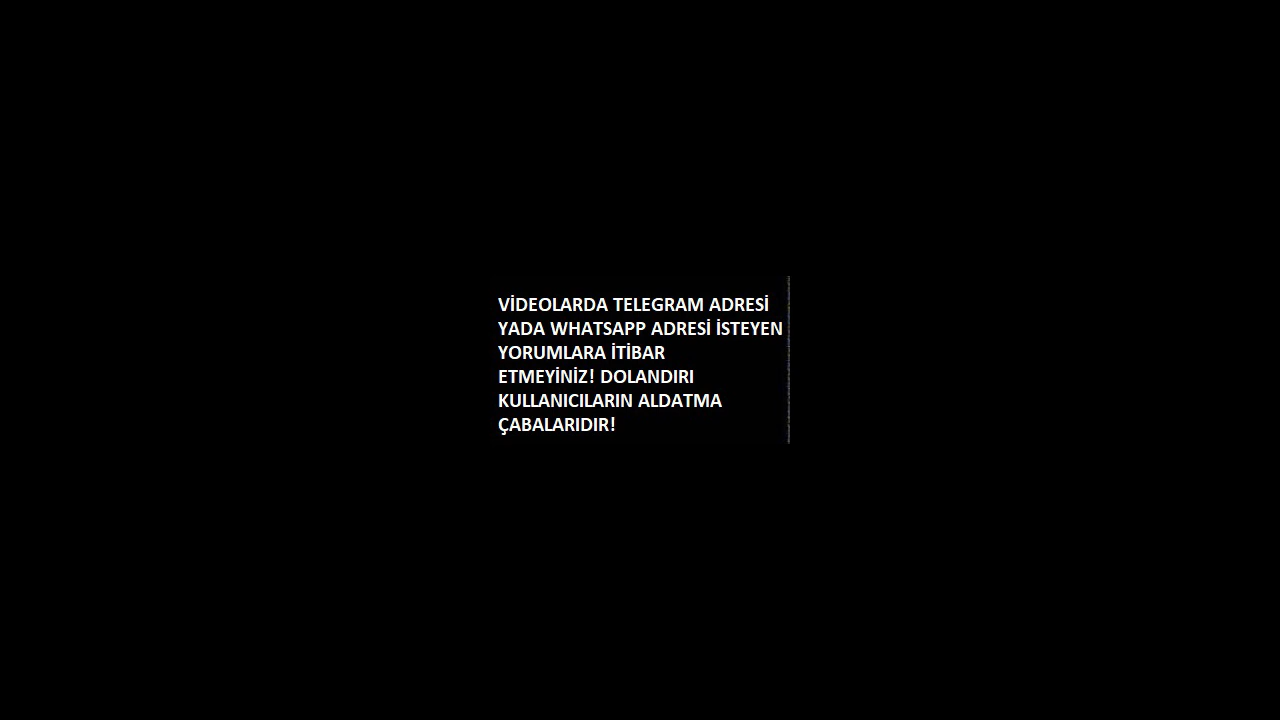 VİDEOLARDA TELEGRAM ADRESİ
YADA WHATSAPP ADRESİ İSTEYEN
YORUMLARA İTİBAR
ETMEYİNİZ! DOLANDIRI
KULLANICILARIN ALDATMA
ÇABALARIDIR!